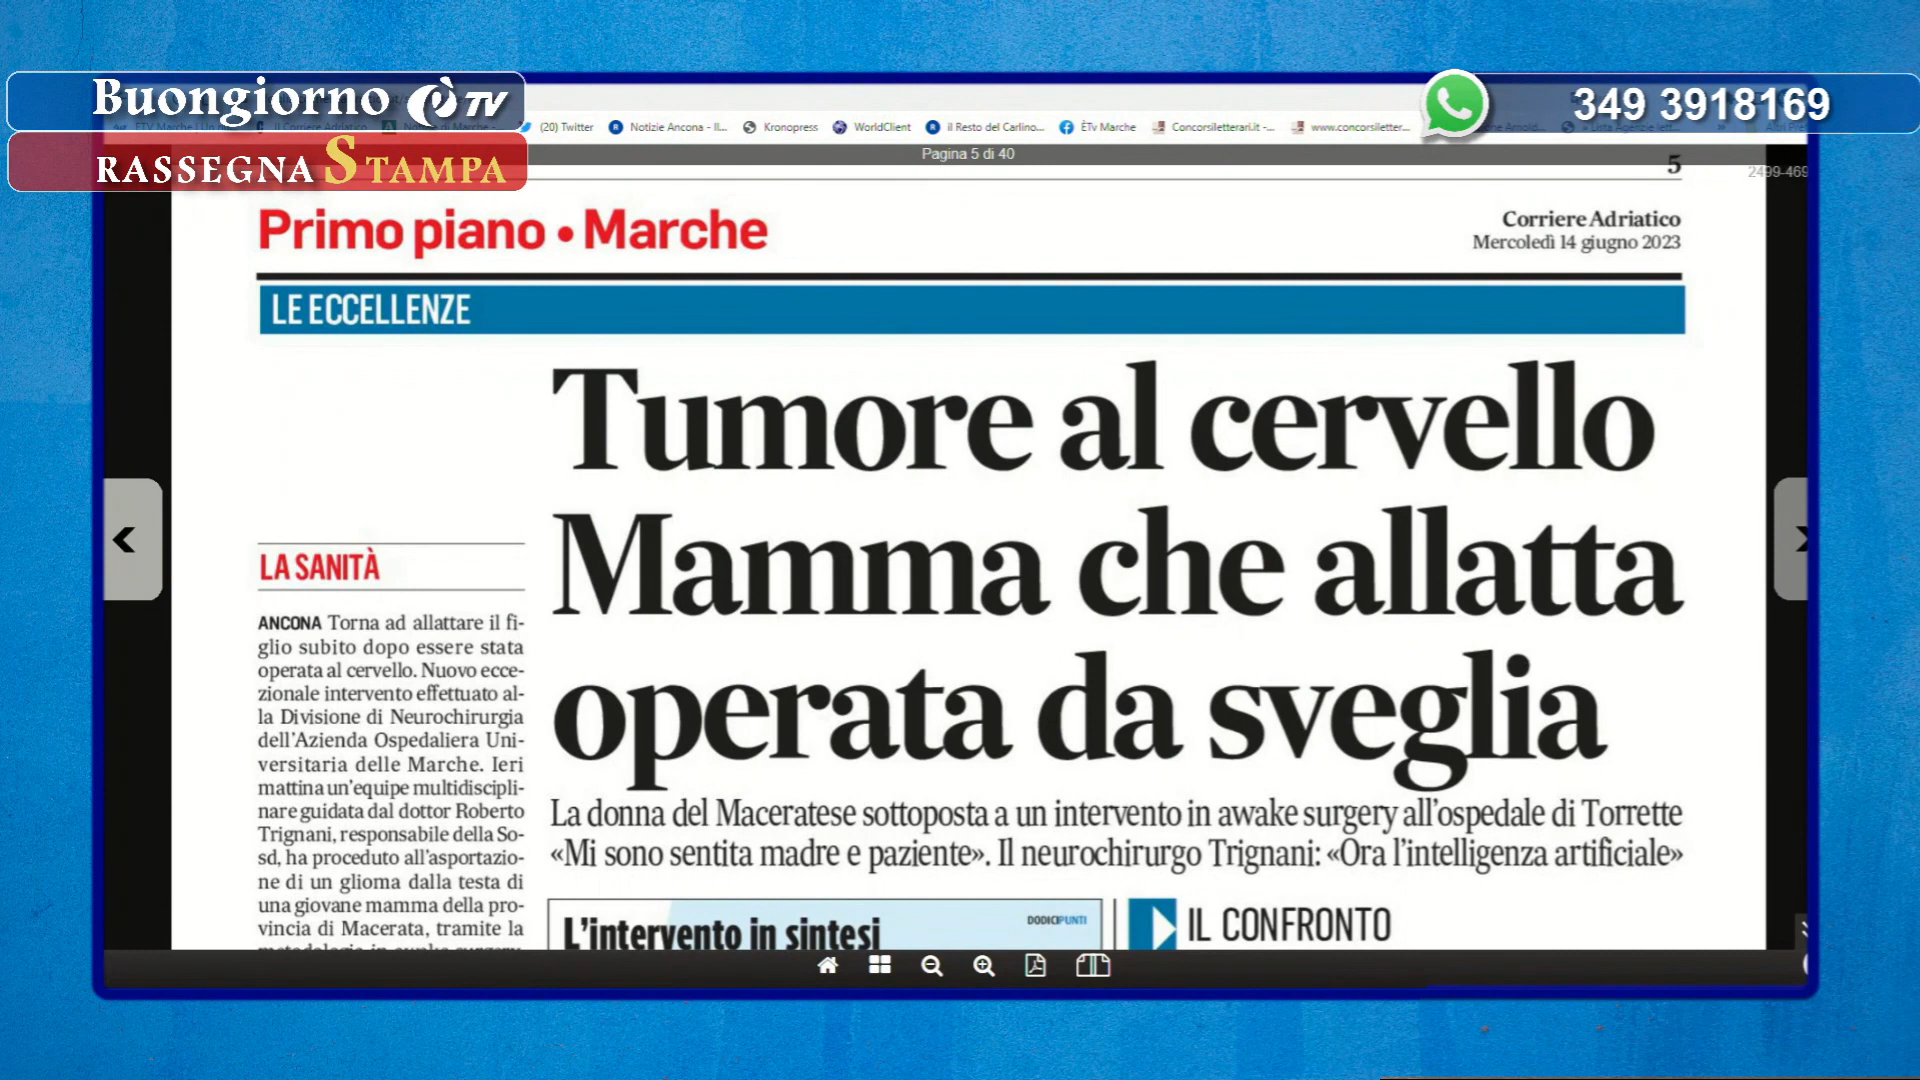 Buongiorno èTV
RASSEGNA STAMPA
349 3918169
(20) Twitter
Notizie Ancona - Il...
Kronopress
WorldClient
il Resto del Carlino...
ÈTv Marche
Concorsiletterari.it -...
www.concorsiletter...
Pagina 5 di 40
5
2499-469
Primo piano • Marche
Corriere Adriatico
Mercoledì 14 giugno 2023
LE ECCELLENZE
Tumore al cervello
Mamma che allatta
operata da sveglia
La donna del Maceratese sottoposta a un intervento in awake surgery all'ospedale di Torrette
«Mi sono sentita madre e paziente». Il neurochirurgo Trignani: «Ora l'intelligenza artificiale»
LA SANITÀ
ANCONA Torna ad allattare il fi-
glio subito dopo essere stata
operata al cervello. Nuovo ecce-
zionale intervento effettuato al-
la Divisione di Neurochirurgia
dell'Azienda Ospedaliera Uni-
versitaria delle Marche. Ieri
mattina un'equipe multidiscipli-
nare guidata dal dottor Roberto
Trignani, responsabile della So-
sd, ha proceduto all'asportazio-
ne di un glioma dalla testa di
una giovane mamma della pro-
vincia di Macerata, tramite la
L'intervento in sintesi
DODICIPUNTI
IL CONFRONTO